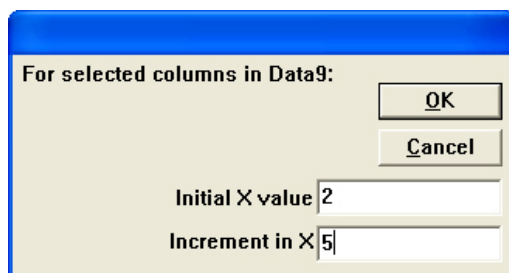 For selected columns in Data9:
OK
Cancel
Initial X value 2
Increment in X 5